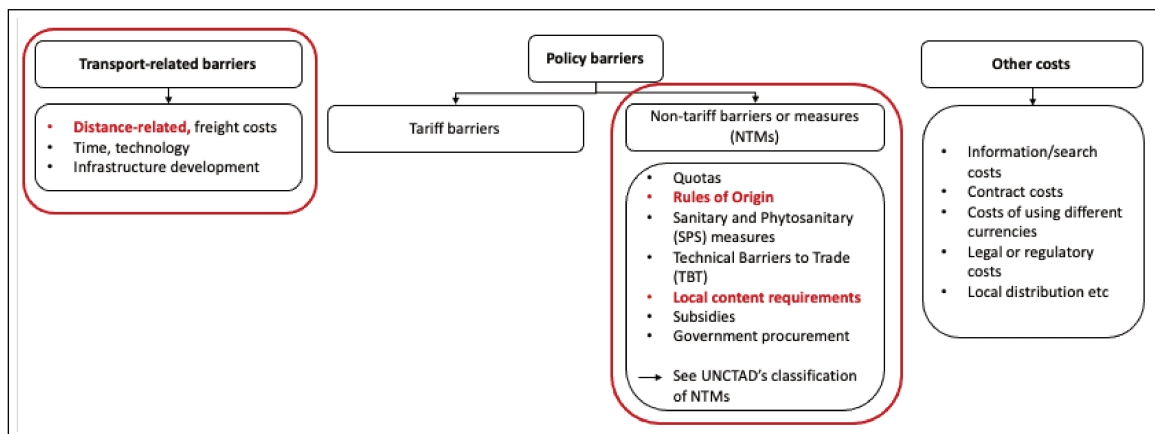 Transport-related barriers
• Distance-related, freight costs
• Time, technology
• Infrastructure development
Policy barriers
Tariff barriers
Non-tariff barriers or measures
(NTMs)
• Quotas
• Rules of Origin
• Sanitary and Phytosanitary
(SPS) measures
• Technical Barriers to Trade
(TBT)
• Local content requirements
• Subsidies
• Government procurement
See UNCTAD's classification
of NTMs
Other costs
• Information/search
costs
• Contract costs
• Costs of using different
currencies
• Legal or regulatory
costs
• Local distribution etc